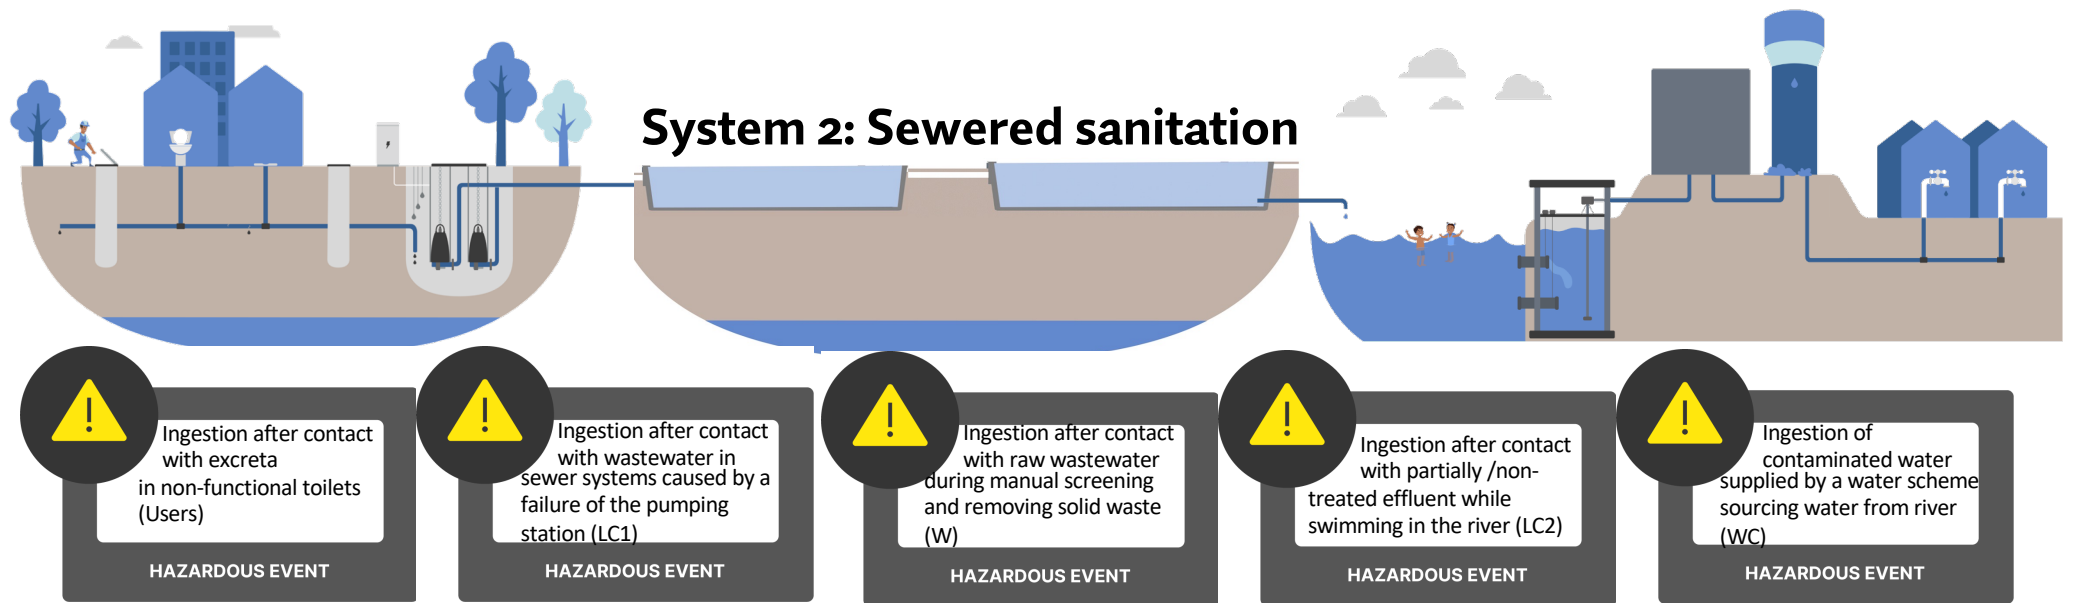 System 2: Sewered sanitation
Ingestion after contact
with excreta
in non-functional toilets
(Users)
HAZARDOUS EVENT
Ingestion after contact
with wastewater in
sewer systems caused by a
failure of the pumping
station (LC1)
HAZARDOUS EVENT
Ingestion after contact
with raw wastewater
during manual screening
and removing solid waste
(W)
HAZARDOUS EVENT
Ingestion after contact
with partially /non-
treated effluent while
swimming in the river (LC2)
HAZARDOUS EVENT
Ingestion of
contaminated water
supplied by a water scheme
sourcing water from river
(WC)
HAZARDOUS EVENT